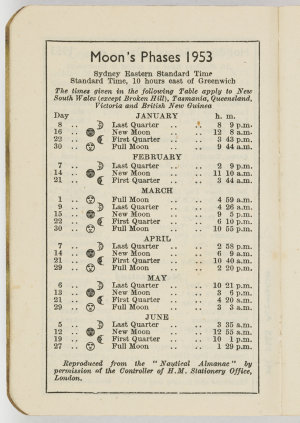 Moon's Phases 1953
Sydney Eastern Standard Time
Standard Time, 10 hours east of Greenwich
The times given in the following Table apply to New
South Wales (except Broken Hill), Tasmania, Queensland,
Victoria and British New Guinea
Day JANUARY h. m.
8 .. Last Quarter .. .. 8 9 p.m.
16 .. New Moon .. .. 12 8 a.m.
22 .. First Quarter .. .. 3 43 p.m.
30 .. Full Moon .. .. 9 44 a.m.
FEBRUARY
7 .. Last Quarter .. .. 2 9 p.m.
14 .. New Moon .. .. 11 10 a.m.
21 .. First Quarter .. .. 3 44 a.m.
MARCH
1 .. Full Moon .. .. 4 59 a.m.
9 .. Last Quarter .. .. 4 26 a.m.
15 .. New Moon .. .. 9 5 p.m.
22 .. First Quarter .. .. 6 10 p.m.
30 .. Full Moon .. .. 10 55 p.m.
APRIL
7 .. Last Quarter .. .. 2 58 p.m.
14 .. New Moon .. .. 6 9 a.m.
21 .. First Quarter .. .. 10 40 a.m.
29 .. Full Moon .. .. 2 20 p.m.
MAY
6 .. Last Quarter .. .. 10 21 p.m.
13 .. New Moon .. .. 3 6 p.m.
21 .. First Quarter .. .. 4 20 a.m.
29 .. Full Moon .. .. 3 3 a.m.
JUNE
5 .. Last Quarter .. .. 3 35 a.m.
12 .. New Moon .. .. 12 55 a.m.
19 .. First Quarter .. .. 10 1 p.m.
27 .. Full Moon .. .. 1 29 p.m.
Reproduced from the "Nautical Almanac" by
permission of the Controller of H.M. Stationery Office,
London.